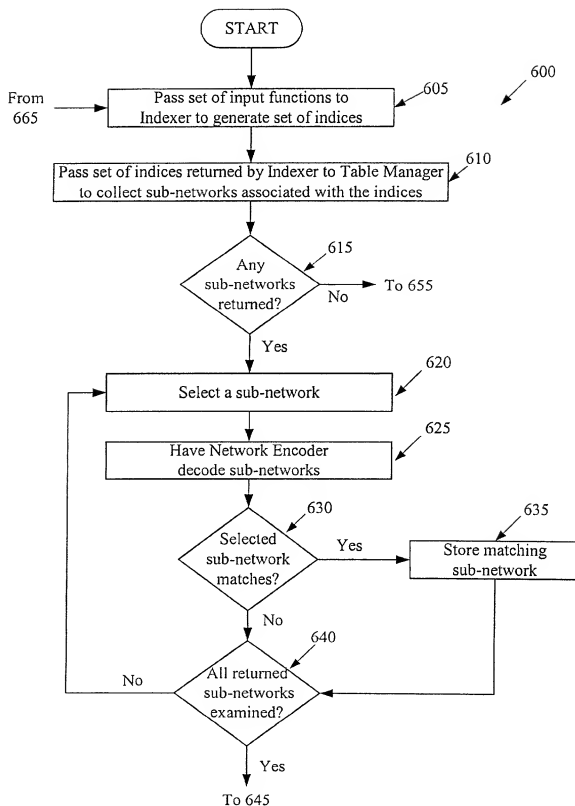 START
600
From
665
Pass set of input functions to
Indexer to generate set of indices
605
Pass set of indices returned by Indexer to Table Manager
to collect sub-networks associated with the indices
610
Any
sub-networks
returned?
615
No
To 655
Yes
Select a sub-network
620
Have Network Encoder
decode sub-networks
625
Selected
sub-network
matches?
630
Yes
Store matching
sub-network
635
No
All returned
sub-networks
examined?
640
No
Yes
To 645